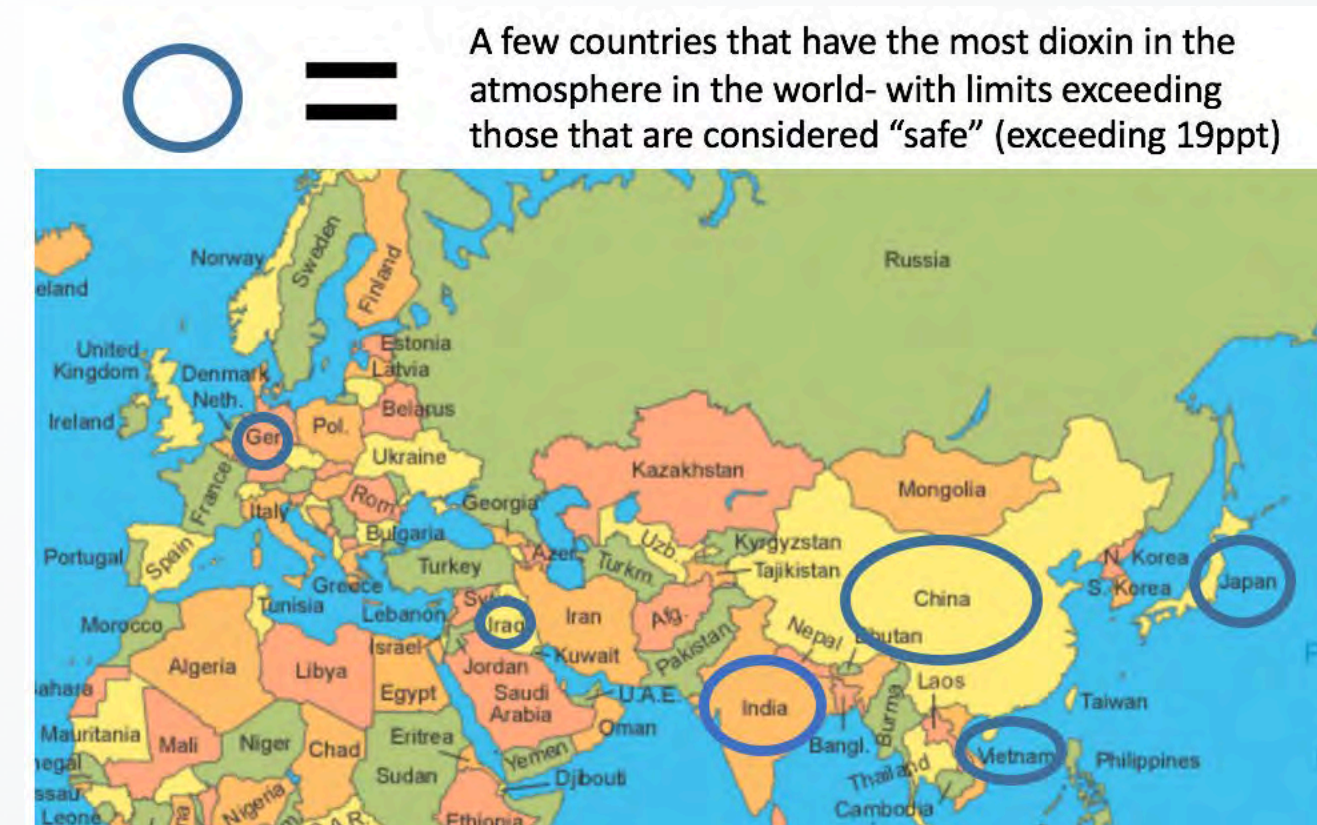 A few countries that have the most dioxin in the
atmosphere in the world- with limits exceeding
those that are considered “safe” (exceeding 19ppt)
Russia
Norway
Sweden
Finland
eland
United
Kingdom
Estonia
Denmark
Latvia
Neth.
Belarus
Ireland
Ger
Pol.
Ukraine
Kazakhstan
France
Mongolia
Rom
Georgia
Italy
Bulgaria
Uzb.
Kyrgyzstan
N. Korea
Portugal
Spain
Azer.
Turkey
Turkm.
Tajikistan
S. Korea
Japan
Greece
Tunisia
Lebanon
Iraq
Iran
Afg.
China
Morocco
Nepal
Bhutan
Israel
Kuwait
Pakistan
Jordan
Algeria
Libya
Egypt
Saudi
Arabia
U.A.E.
Laos
ahara
India
Burma
Taiwan
Oman
Mauritania
Mali
Niger
Chad
Eritrea
Yemen
Bangl.
Vietnam
Philippines
negal
Sudan
Djibouti
Thailand
ssau
Nigeria
Cambodia
Leone
Ethiopia